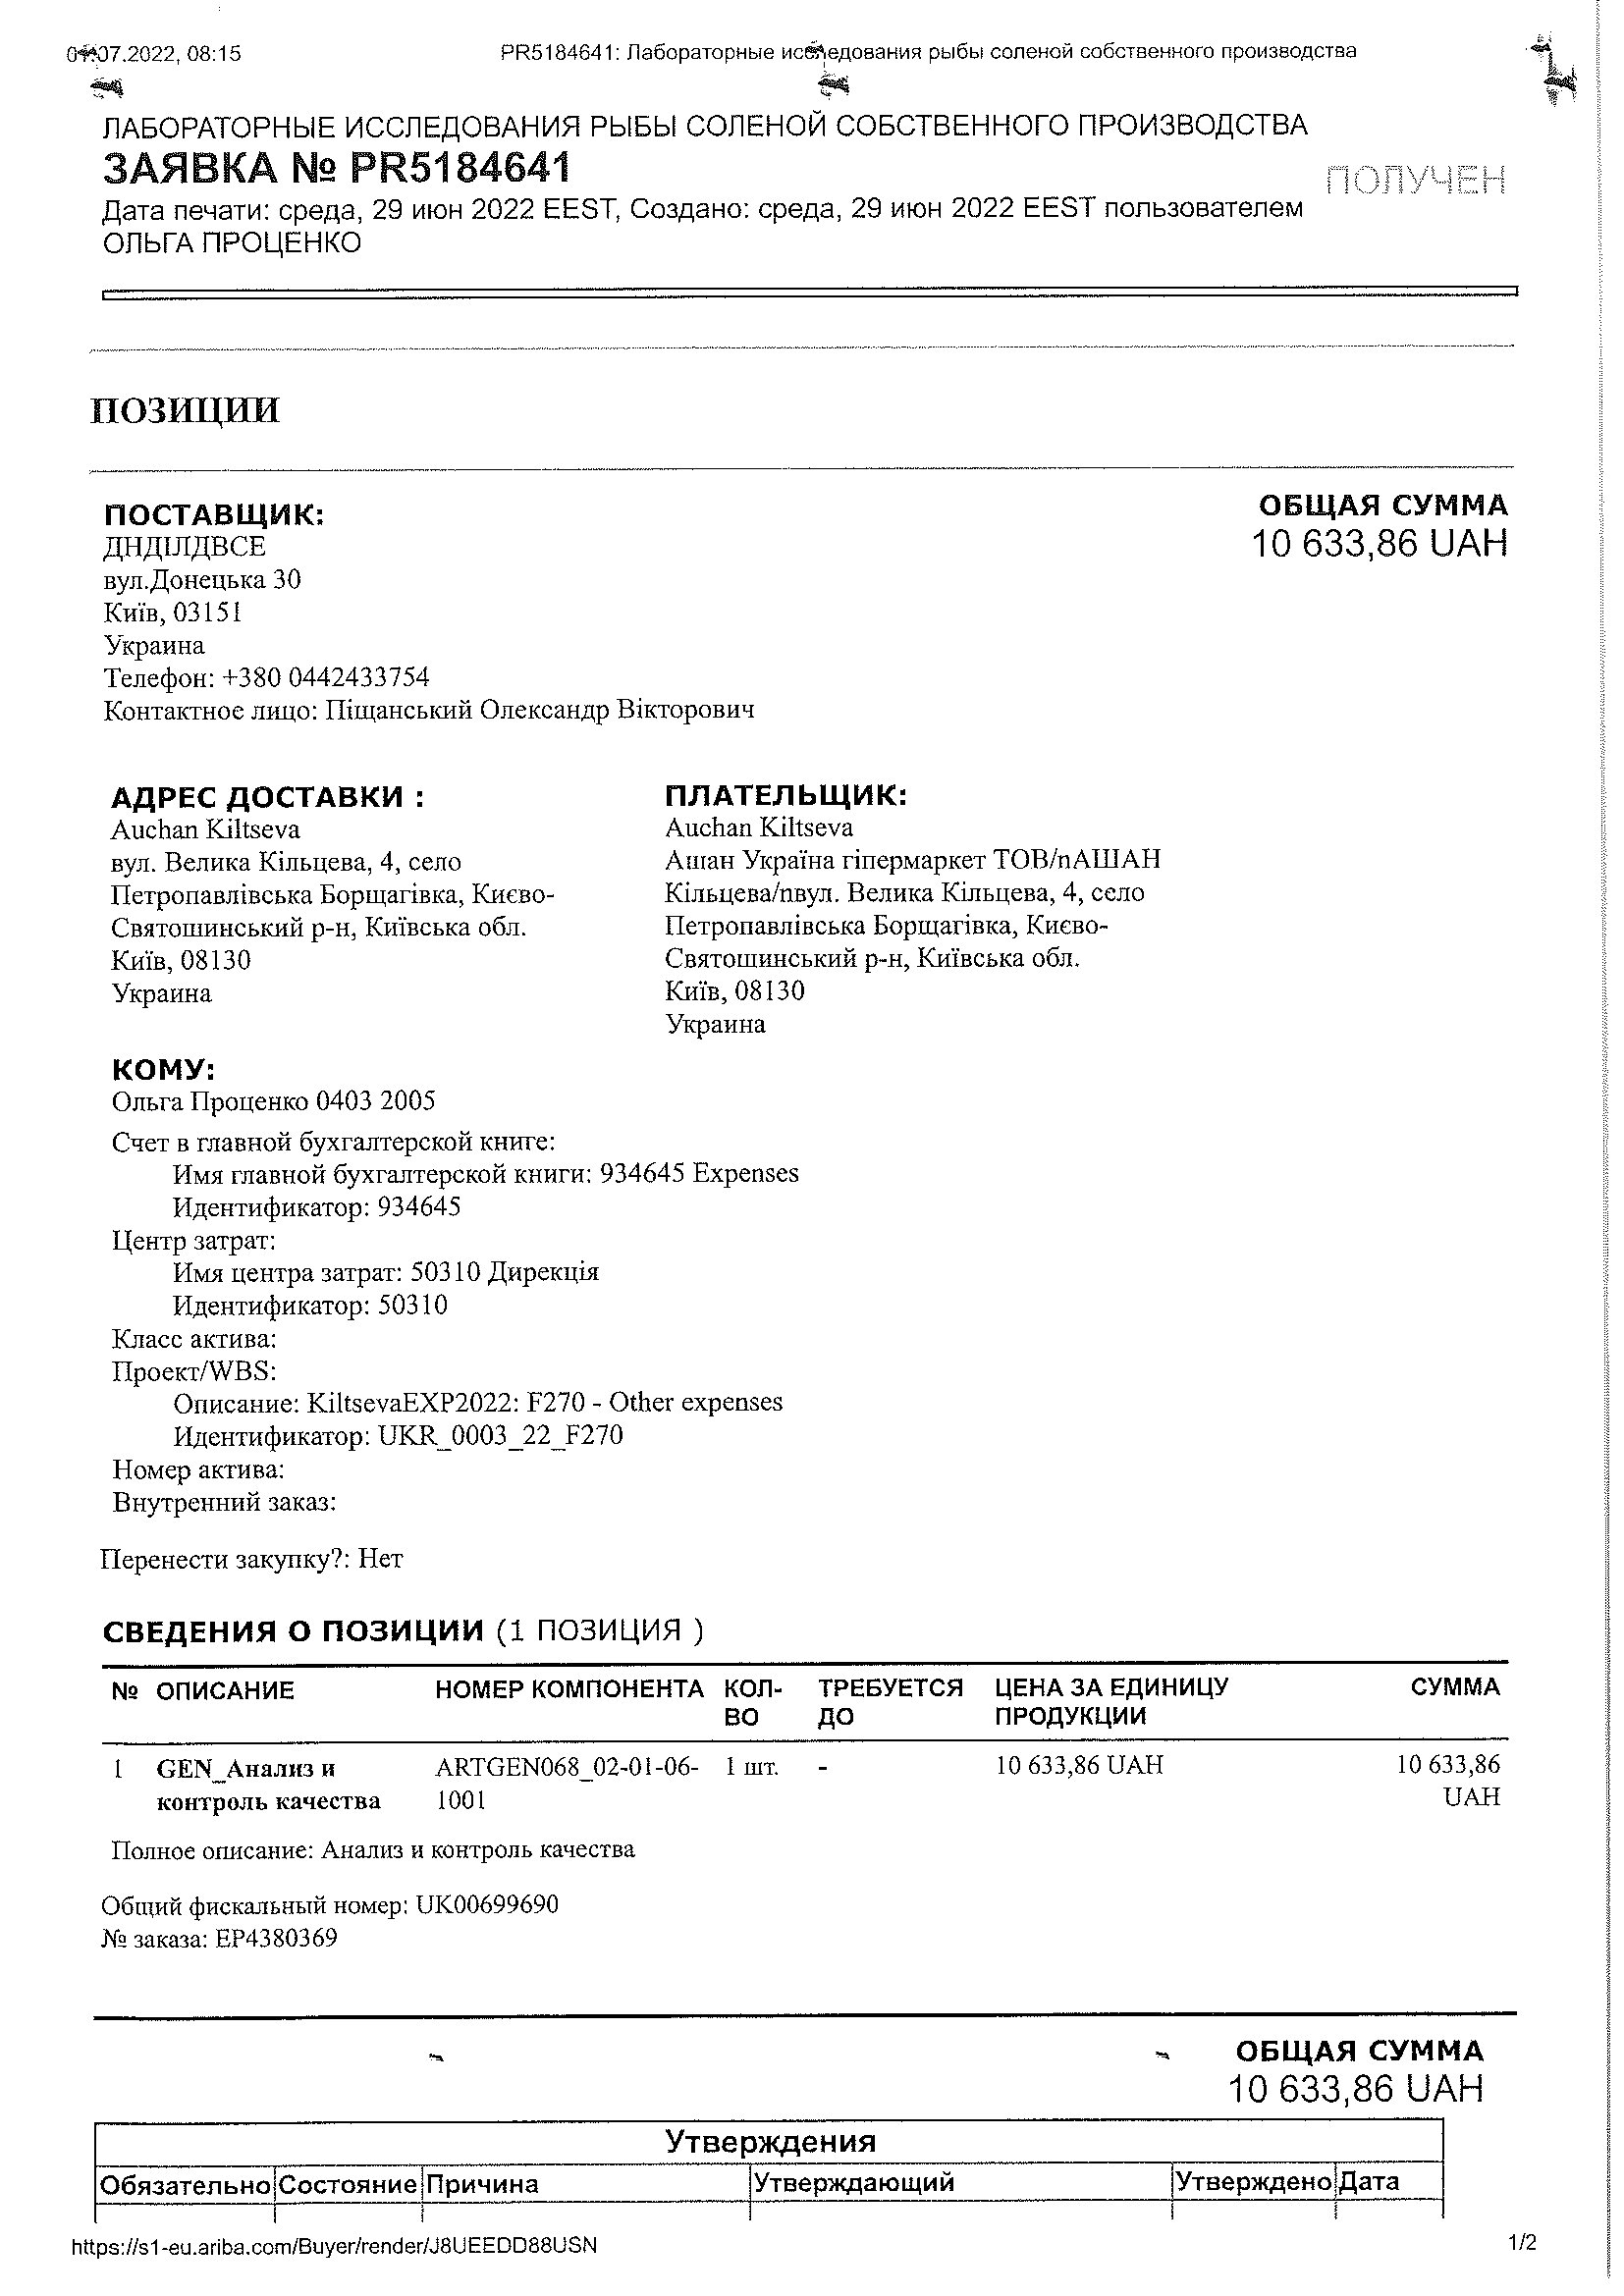 07.2022, 08:15
PR5184641: Лабораторные исследования рыбы соленой собственного производства
ЛАБОРАТОРНЫЕ ИССЛЕДОВАНИЯ РЫБЫ СОЛЕНОЙ СОБСТВЕННОГО ПРОИЗВОДСТВА
ЗАЯВКА № PR5184641
ПОЛУЧЕН
Дата печати: среда, 29 июн 2022 EEST, Создано: среда, 29 июн 2022 EEST пользователем
ОЛЬГА ПРОЦЕНКО
ПОЗИЦИИ
ПОСТАВЩИК:
ДНДІЛДВСЕ
вул.Донецька 30
Київ, 03151
Украина
Телефон: +380 0442433754
Контактное лицо: Піщанський Олександр Вікторович
ОБЩАЯ СУММА
10 633,86 UAH
АДРЕС ДОСТАВКИ :
Auchan Kiltseva
вул. Велика Кільцева, 4, село
Петропавлівська Борщагівка, Києво-
Святошинський р-н, Київська обл.
Київ, 08130
Украина
ПЛАТЕЛЬЩИК:
Auchan Kiltseva
Ашан Україна гіпермаркет ТОВ/nАШАН
Кільцева/nвул. Велика Кільцева, 4, село
Петропавлівська Борщагівка, Києво-
Святошинський р-н, Київська обл.
Київ, 08130
Украина
КОМУ:
Ольга Проценко 0403 2005
Счет в главной бухгалтерской книге:
Имя главной бухгалтерской книги: 934645 Expenses
Идентификатор: 934645
Центр затрат:
Имя центра затрат: 50310 Дирекція
Идентификатор: 50310
Класс актива:
Проект/WBS:
Описание: KiltsevaEXP2022: F270 - Other expenses
Идентификатор: UKR_0003_22_F270
Номер актива:
Внутренний заказ:
Перенести закупку?: Нет
СВЕДЕНИЯ О ПОЗИЦИИ (1 ПОЗИЦИЯ )
№ ОПИСАНИЕ НОМЕР КОМПОНЕНТА КОЛ- ТРЕБУЕТСЯ ЦЕНА ЗА ЕДИНИЦУ СУММА
ВО ДО ПРОДУКЦИИ
1 GEN_Анализ и ARTGEN068_02-01-06- 1 шт. - 10 633,86 UAH 10 633,86
контроль качества 1001 UAH
Полное описание: Анализ и контроль качества
Общий фискальный номер: UK00699690
№ заказа: EP4380369
ОБЩАЯ СУММА
10 633,86 UAH
Утверждения
Обязательно Состояние Причина Утверждающий Утверждено Дата
https://s1-eu.ariba.com/Buyer/render/J8UEEDD88USN
1/2